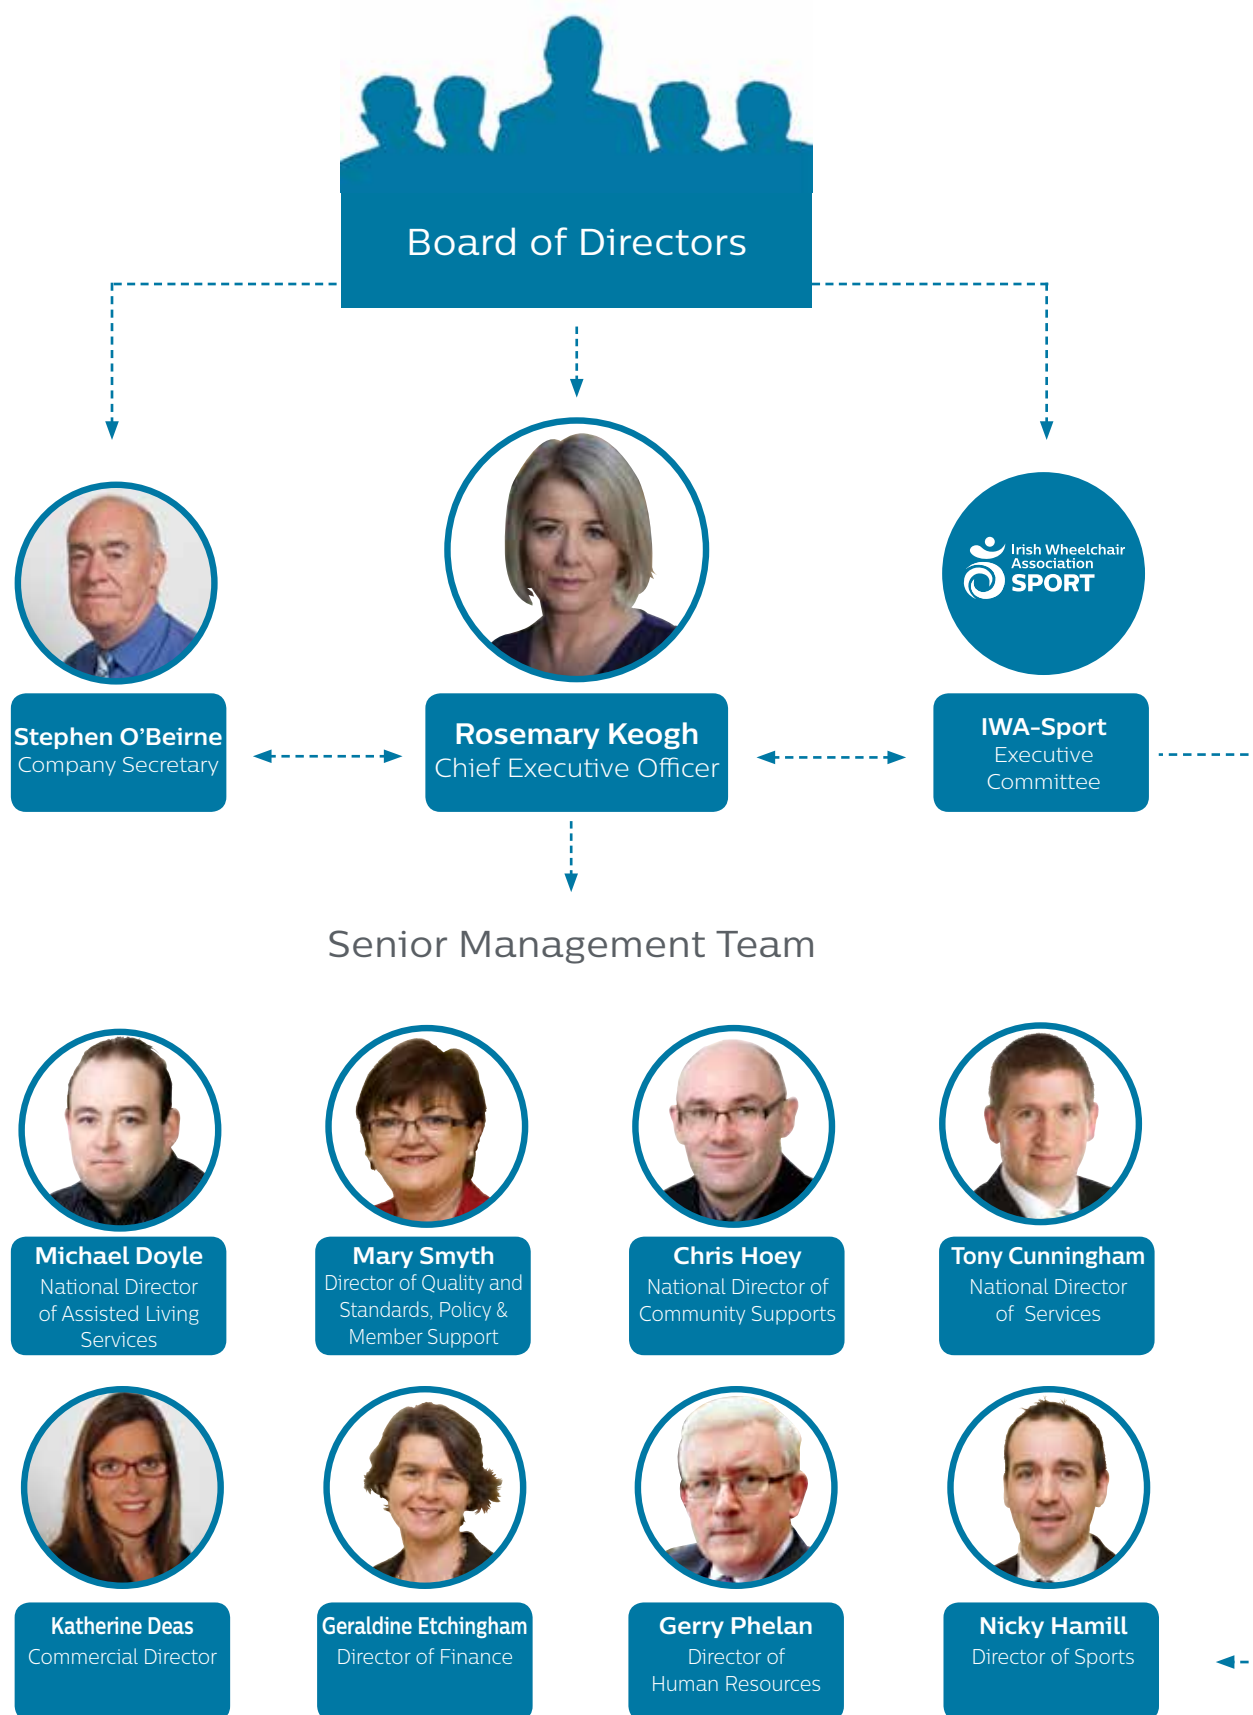 Board of Directors
Irish Wheelchair
Association
SPORT
Stephen O’Beirne
Company Secretary
Rosemary Keogh
Chief Executive Officer
IWA-Sport
Executive
Committee
Senior Management Team
Michael Doyle
National Director
of Assisted Living
Services
Mary Smyth
Director of Quality and
Standards, Policy &
Member Support
Chris Hoey
National Director of
Community Supports
Tony Cunningham
National Director
of Services
Katherine Deas
Commercial Director
Geraldine Etchingham
Director of Finance
Gerry Phelan
Director of
Human Resources
Nicky Hamill
Director of Sports